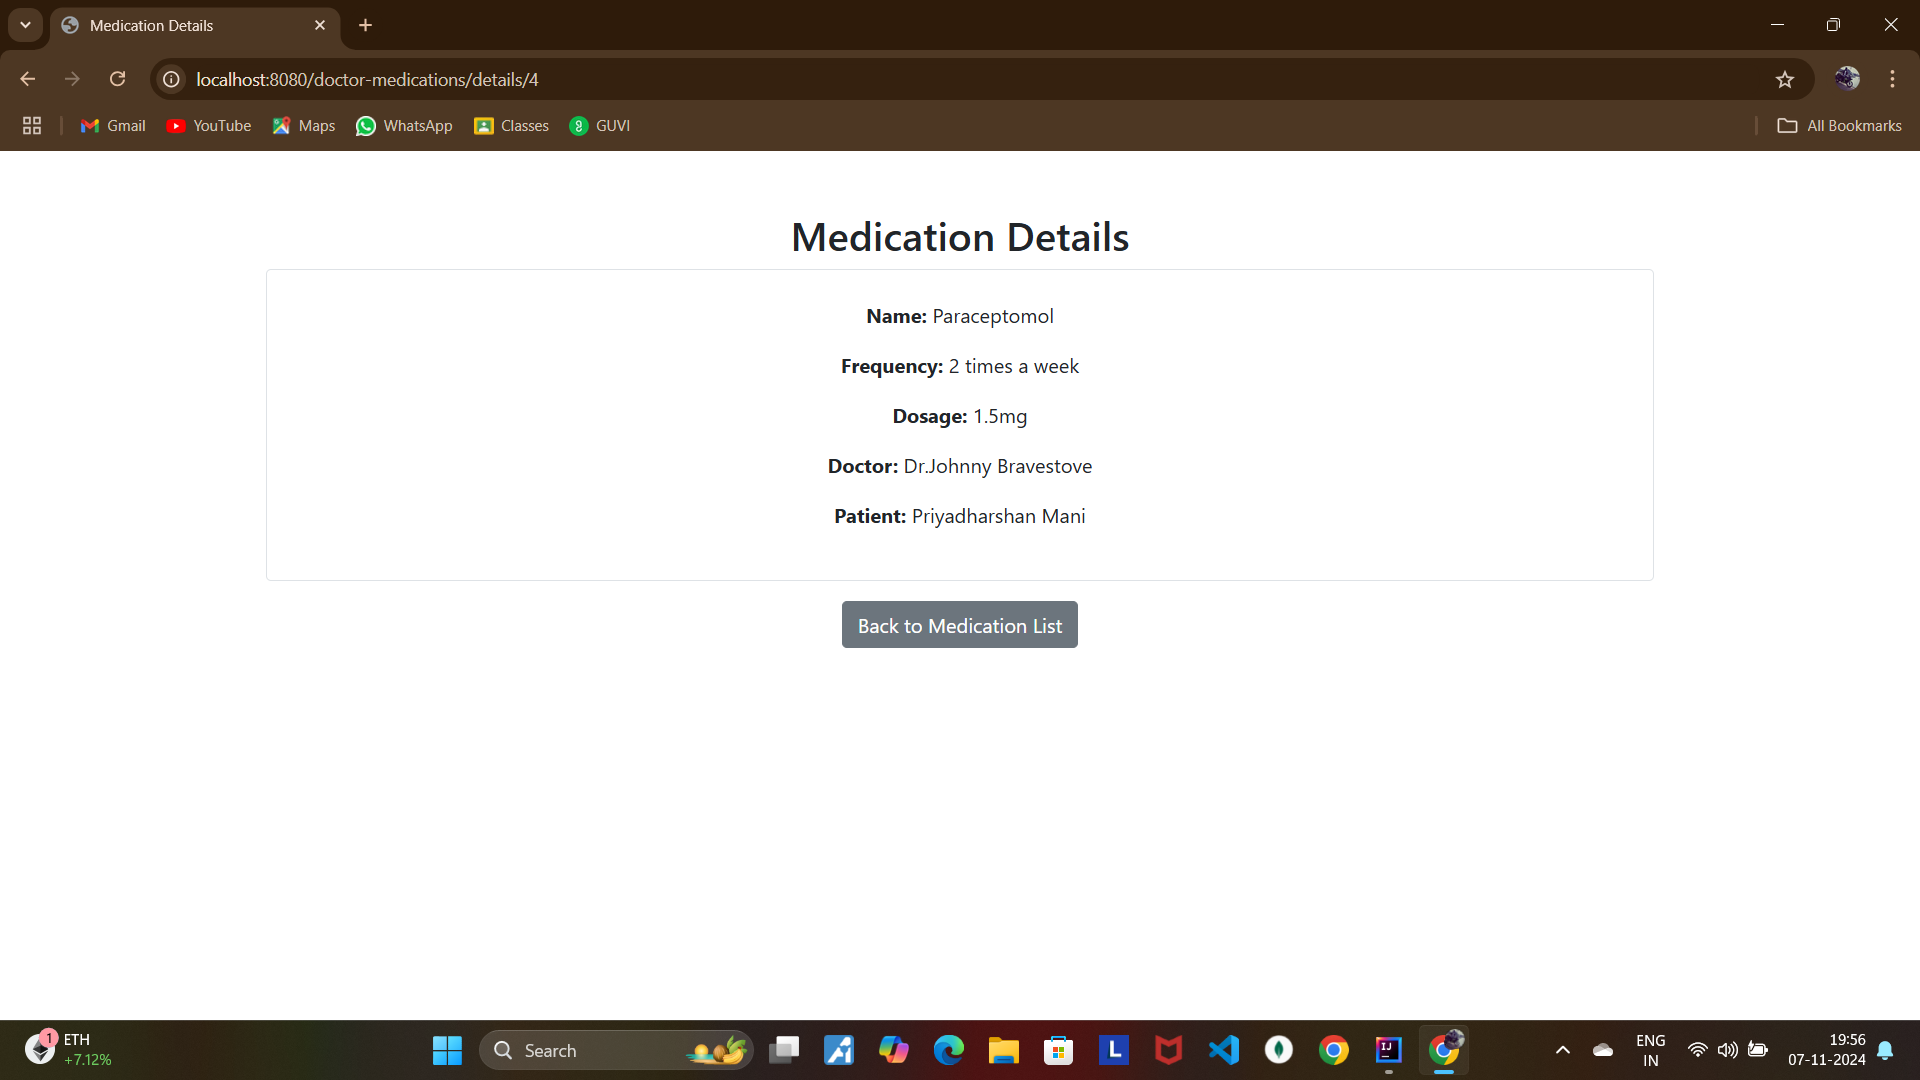 Medication Details
localhost:8080/doctor-medications/details/4
Gmail
YouTube
Maps
WhatsApp
Classes
GUVI
All Bookmarks
Medication Details
Name: Paraceptomol
Frequency: 2 times a week
Dosage: 1.5mg
Doctor: Dr.Johnny Bravestove
Patient: Priyadharshan Mani
Back to Medication List
1
ETH
+7.12%
Search
L
IJ
ENG
IN
19:56
07-11-2024